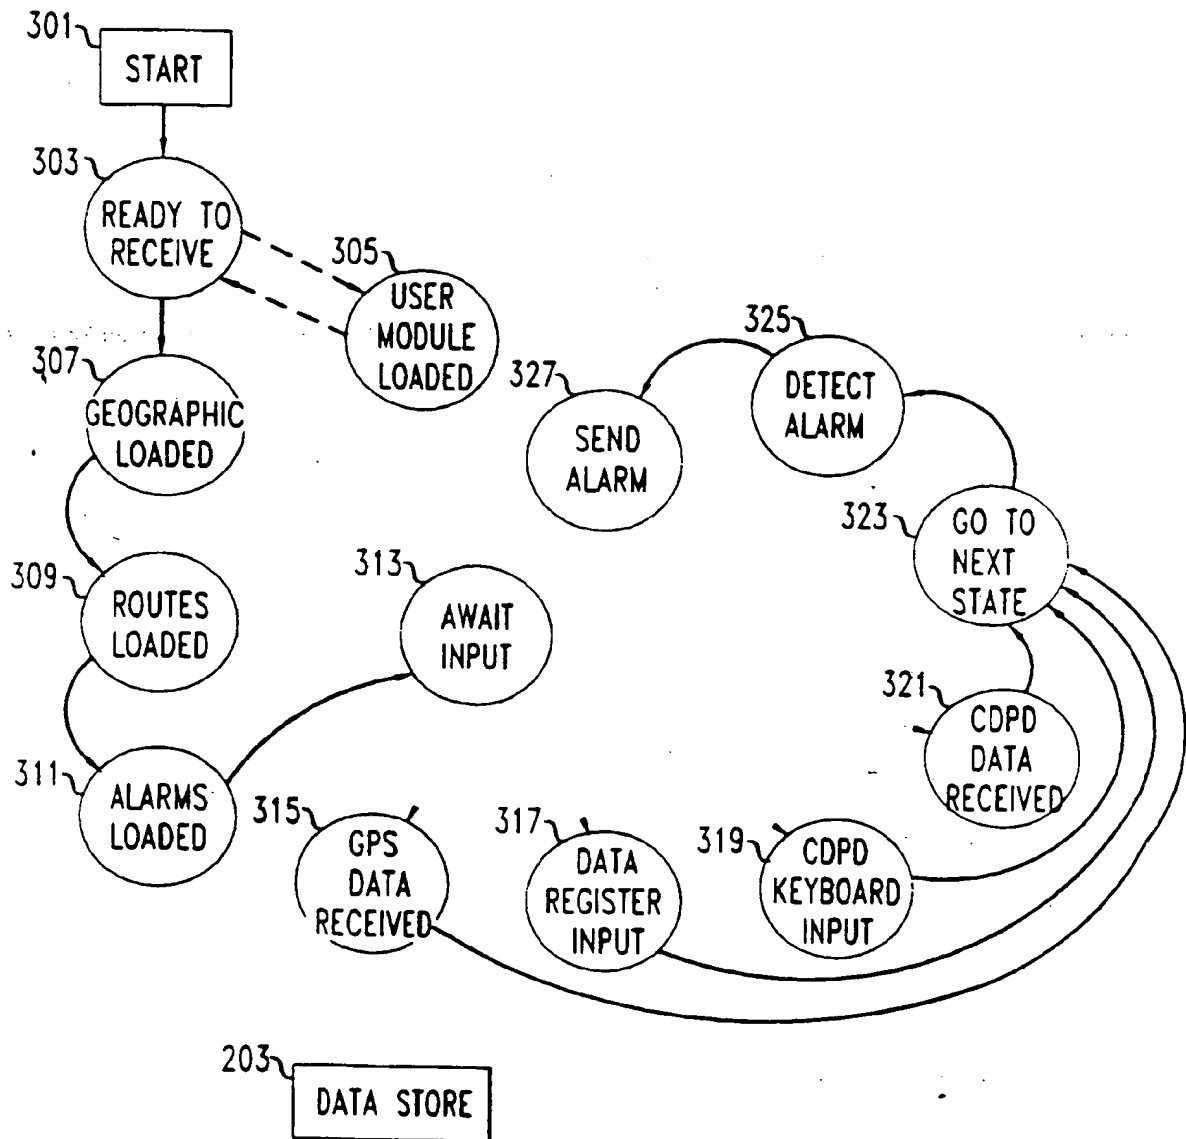 301
START
303
READY TO
RECEIVE
305
USER
MODULE
LOADED
307
GEOGRAPHIC
LOADED
325
DETECT
ALARM
327
SEND
ALARM
323
GO TO
NEXT
STATE
309
ROUTES
LOADED
313
AWAIT
INPUT
321
CDPD
DATA
RECEIVED
311
ALARMS
LOADED
315
GPS
DATA
RECEIVED
317
DATA
REGISTER
INPUT
319
CDPD
KEYBOARD
INPUT
203
DATA STORE